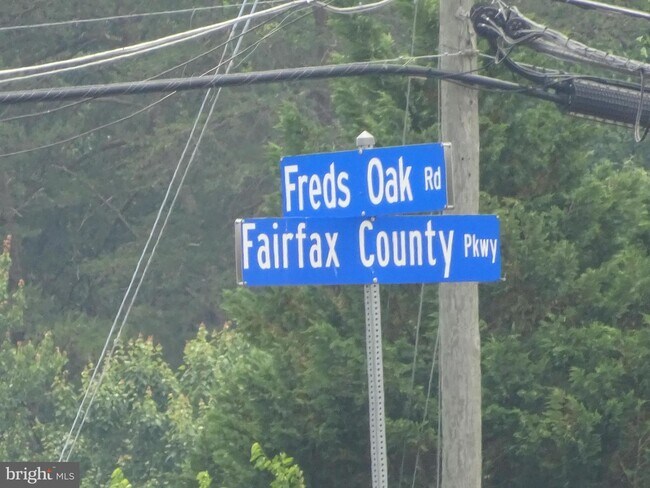 Freds Oak Rd
Fairfax County Pkwy
bright MLS